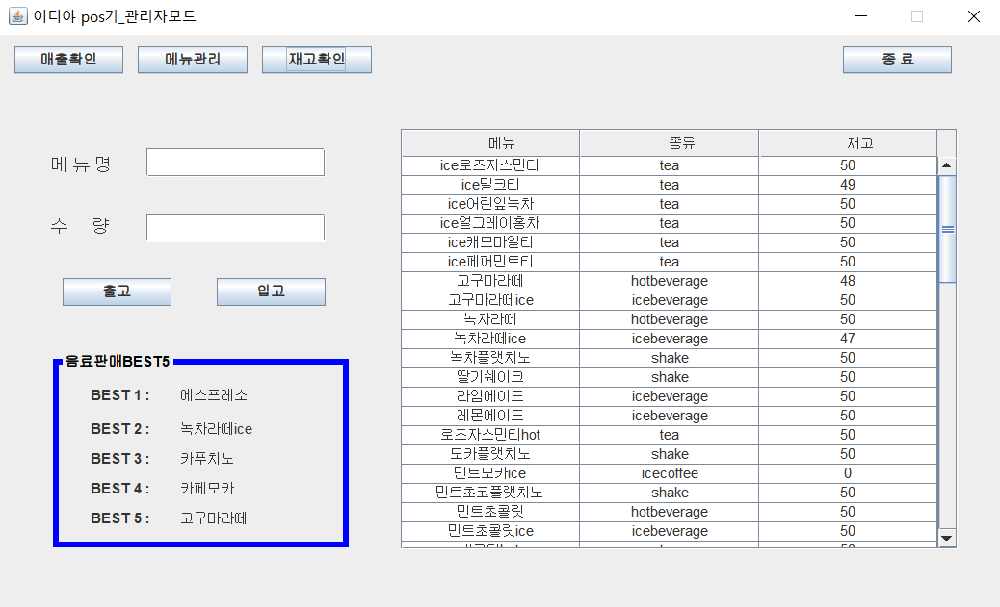 이디야 pos기_관리자모드
매출확인 메뉴관리 재고확인 종 료
메 뉴 명
수 량
출고 입고
음료판매BEST5
BEST 1 : 에스프레소
BEST 2 : 녹차라떼ice
BEST 3 : 카푸치노
BEST 4 : 카페모카
BEST 5 : 고구마라떼
메뉴 종류 재고
ice로즈자스민티 tea 50
ice밀크티 tea 49
ice어린잎녹차 tea 50
ice얼그레이홍차 tea 50
ice캐모마일티 tea 50
ice페퍼민트티 tea 50
고구마라떼 hotbeverage 48
고구마라떼ice icebeverage 50
녹차라떼 hotbeverage 50
녹차라떼ice icebeverage 47
녹차플랫치노 shake 50
딸기쉐이크 shake 50
라임에이드 icebeverage 50
레몬에이드 icebeverage 50
로즈자스민티hot tea 50
모카플랫치노 shake 50
민트모카ice icecoffee 0
민트초코플랫치노 shake 50
민트초콜릿 hotbeverage 50
민트초콜릿ice icebeverage 50